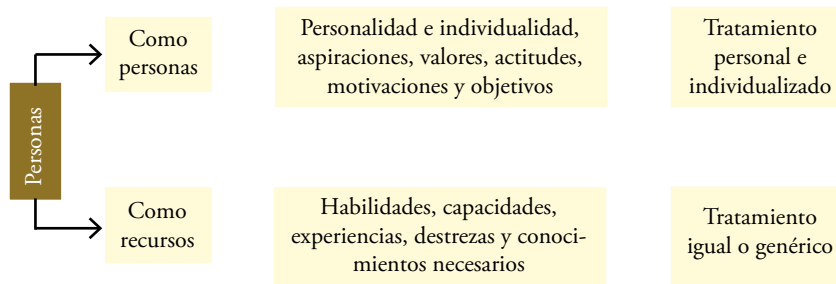 Personas
Como
personas
Personalidad e individualidad,
aspiraciones, valores, actitudes,
motivaciones y objetivos
Tratamiento
personal e
individualizado
Como
recursos
Habilidades, capacidades,
experiencias, destrezas y conoci-
mientos necesarios
Tratamiento
igual o genérico